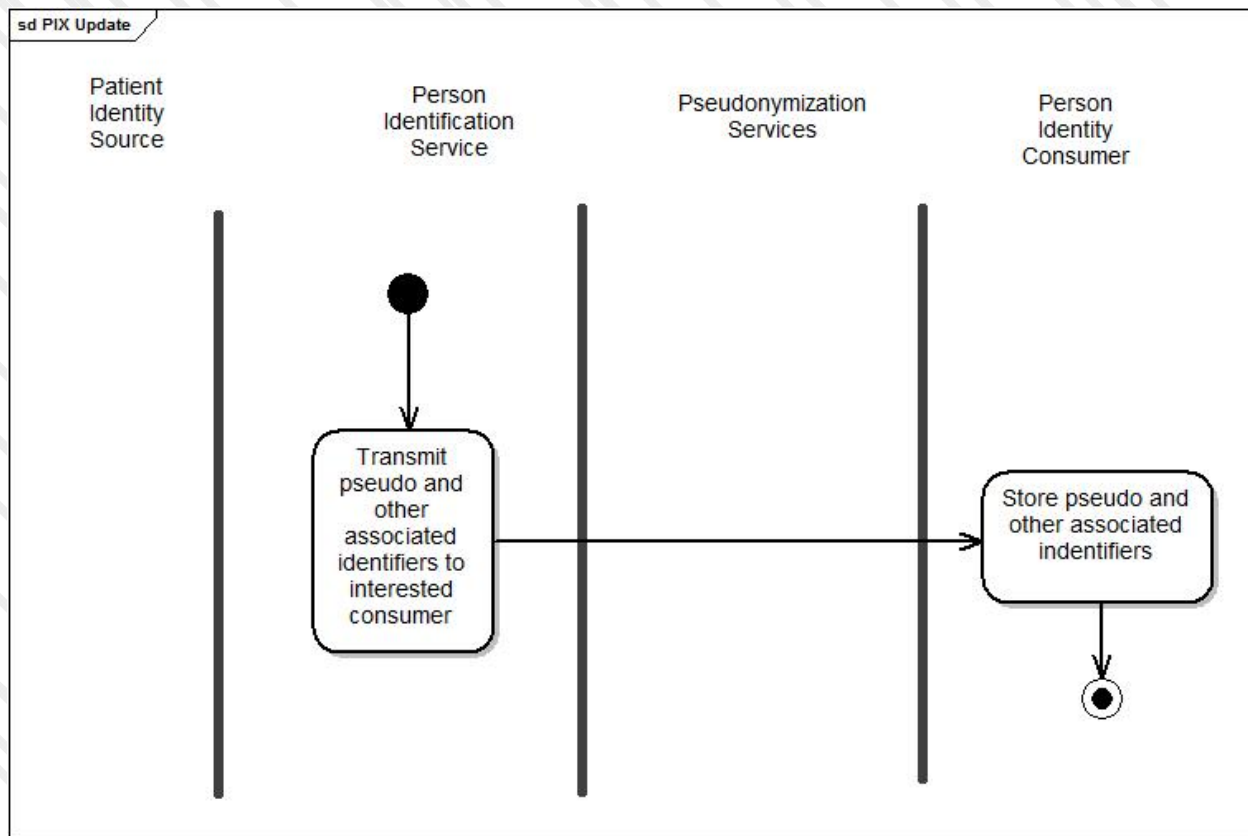 sd PIX Update
Patient
Identity
Source
Person
Identification
Service
Pseudonymization
Services
Person
Identity
Consumer
Transmit
pseudo and
other
associated
identifiers to
interested
consumer
Store pseudo and
other associated
indentifiers